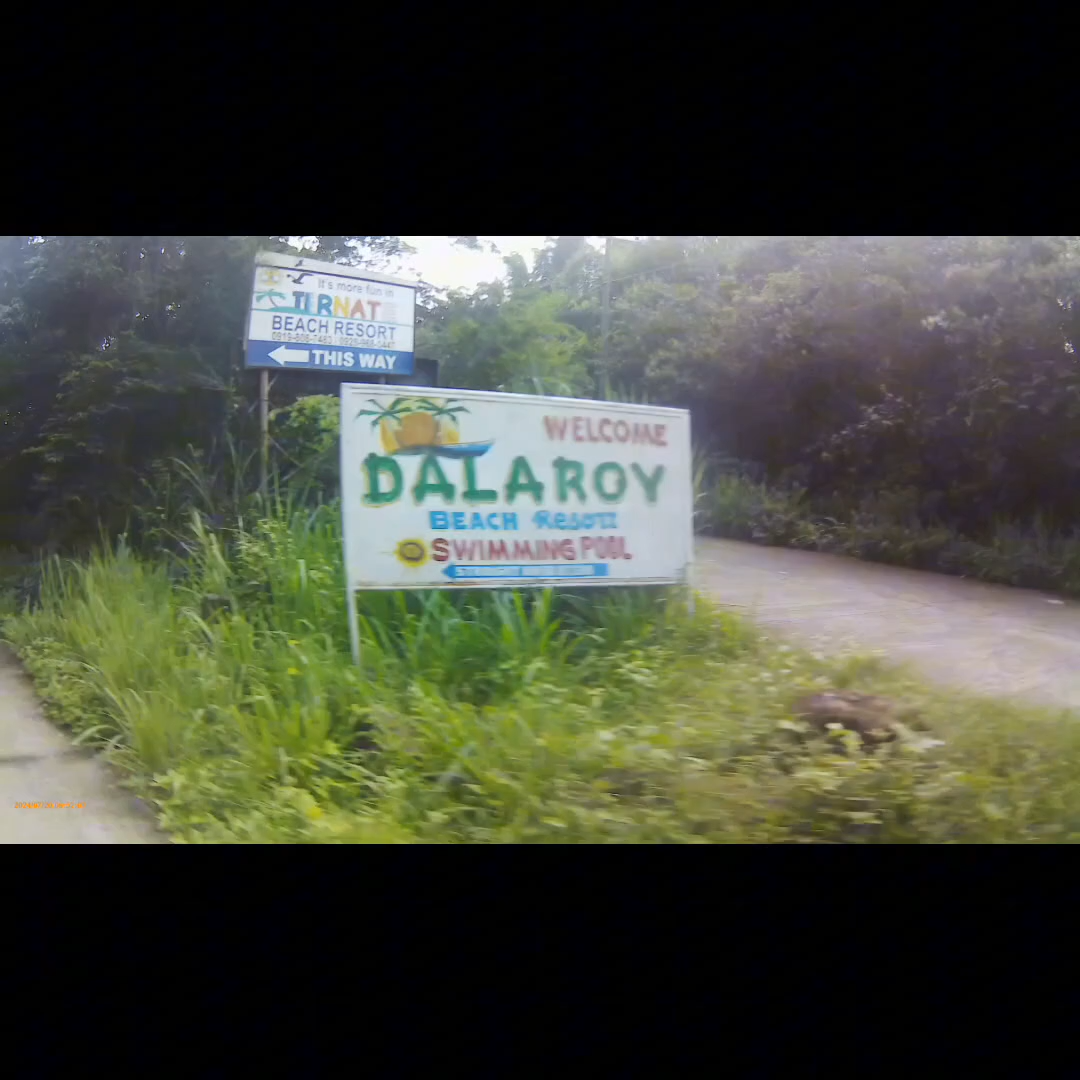 It's more fun in
TERNATE
BEACH RESORT
THIS WAY
WELCOME
DALAROY
BEACH Resort
SWIMMING POOL